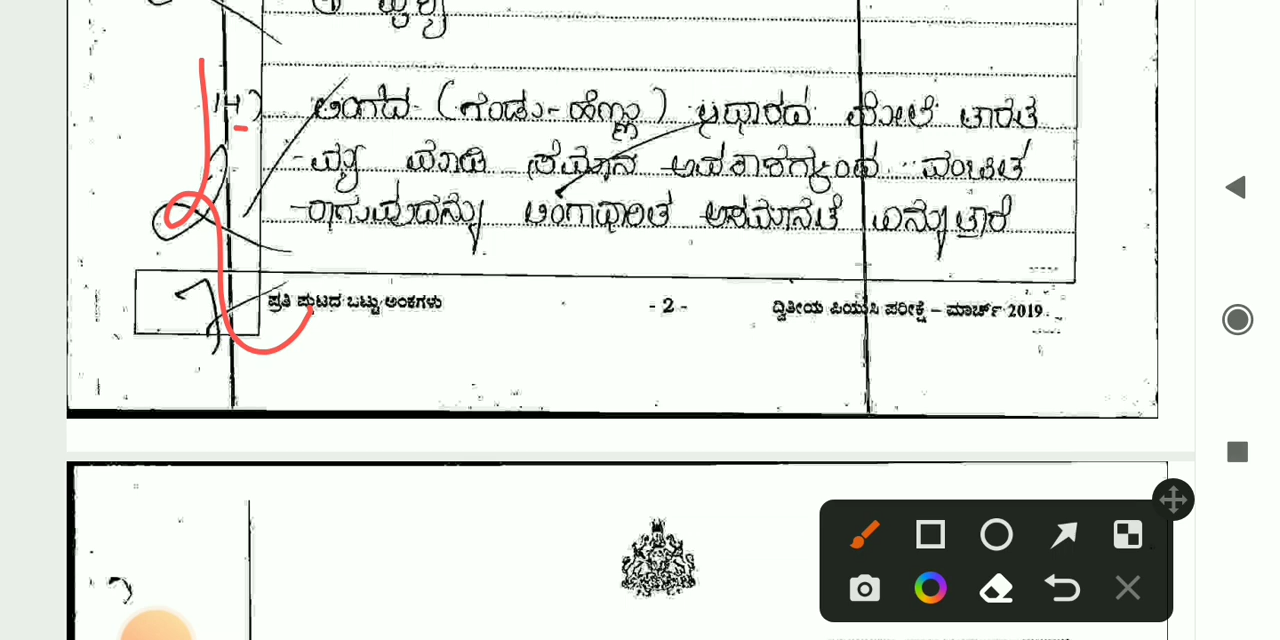 14) ಲಿಂಗದ (ಗಂಡು-ಹೆಣ್ಣು) ಆಧಾರದ ಮೇಲೆ ತಾರತ
-ಮ್ಯ ಮಾಡಿ ಸಮಾನ ಅವಕಾಶಗಳಿಂದ ವಂಚಿತ
-ರಾಗುವುದನ್ನು ಲಿಂಗಾಧಾರಿತ ಅಸಮಾನತೆ ಎನ್ನುತ್ತಾರೆ
ಪ್ರತಿ ಪುಟದ ಒಟ್ಟು ಅಂಕಗಳು - 2 - ದ್ವಿತೀಯ ಪಿಯುಸಿ ಪರೀಕ್ಷೆ – ಮಾರ್ಚ್ 2019